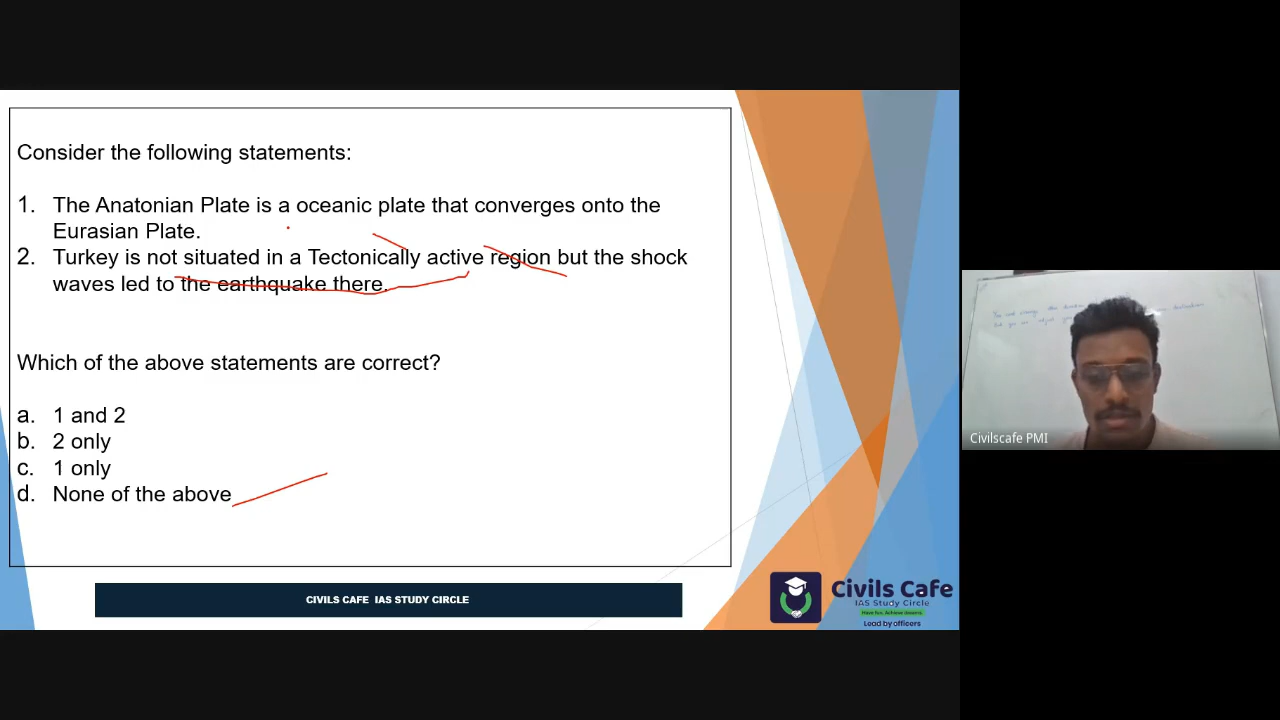 Consider the following statements:
1. The Anatonian Plate is a oceanic plate that converges onto the
Eurasian Plate.
2. Turkey is not situated in a Tectonically active region but the shock
waves led to the earthquake there.
Which of the above statements are correct?
a. 1 and 2
b. 2 only
c. 1 only
d. None of the above
CIVILS CAFE IAS STUDY CIRCLE
Civils Cafe
IAS Study Circle
Lead by officers
Civilscafe PMI